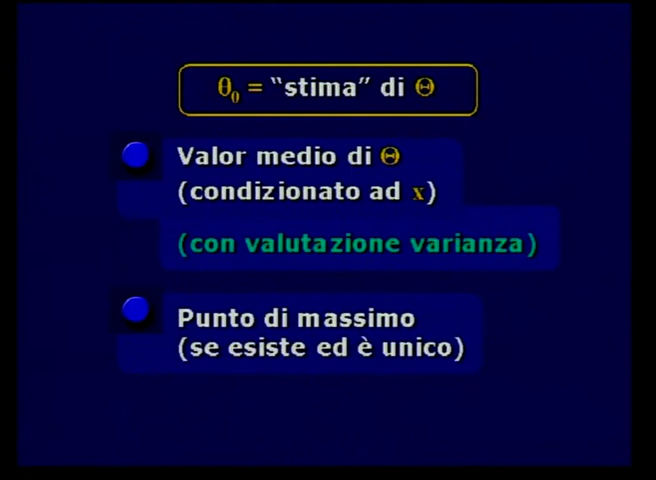 θ₀ = “stima” di Θ
Valor medio di Θ
(condizionato ad x)
(con valutazione varianza)
Punto di massimo
(se esiste ed è unico)